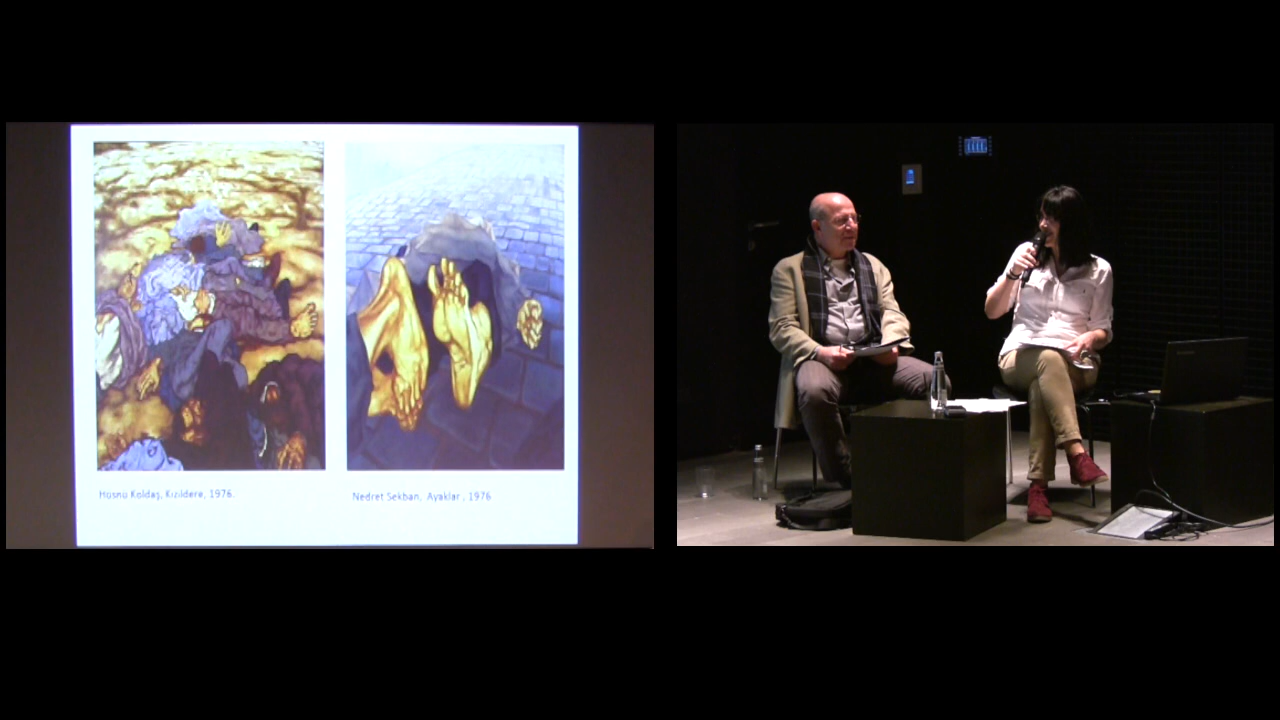 Hüsnü Koldaş, Kızıldere, 1976.
Nedret Sekban, Ayaklar , 1976